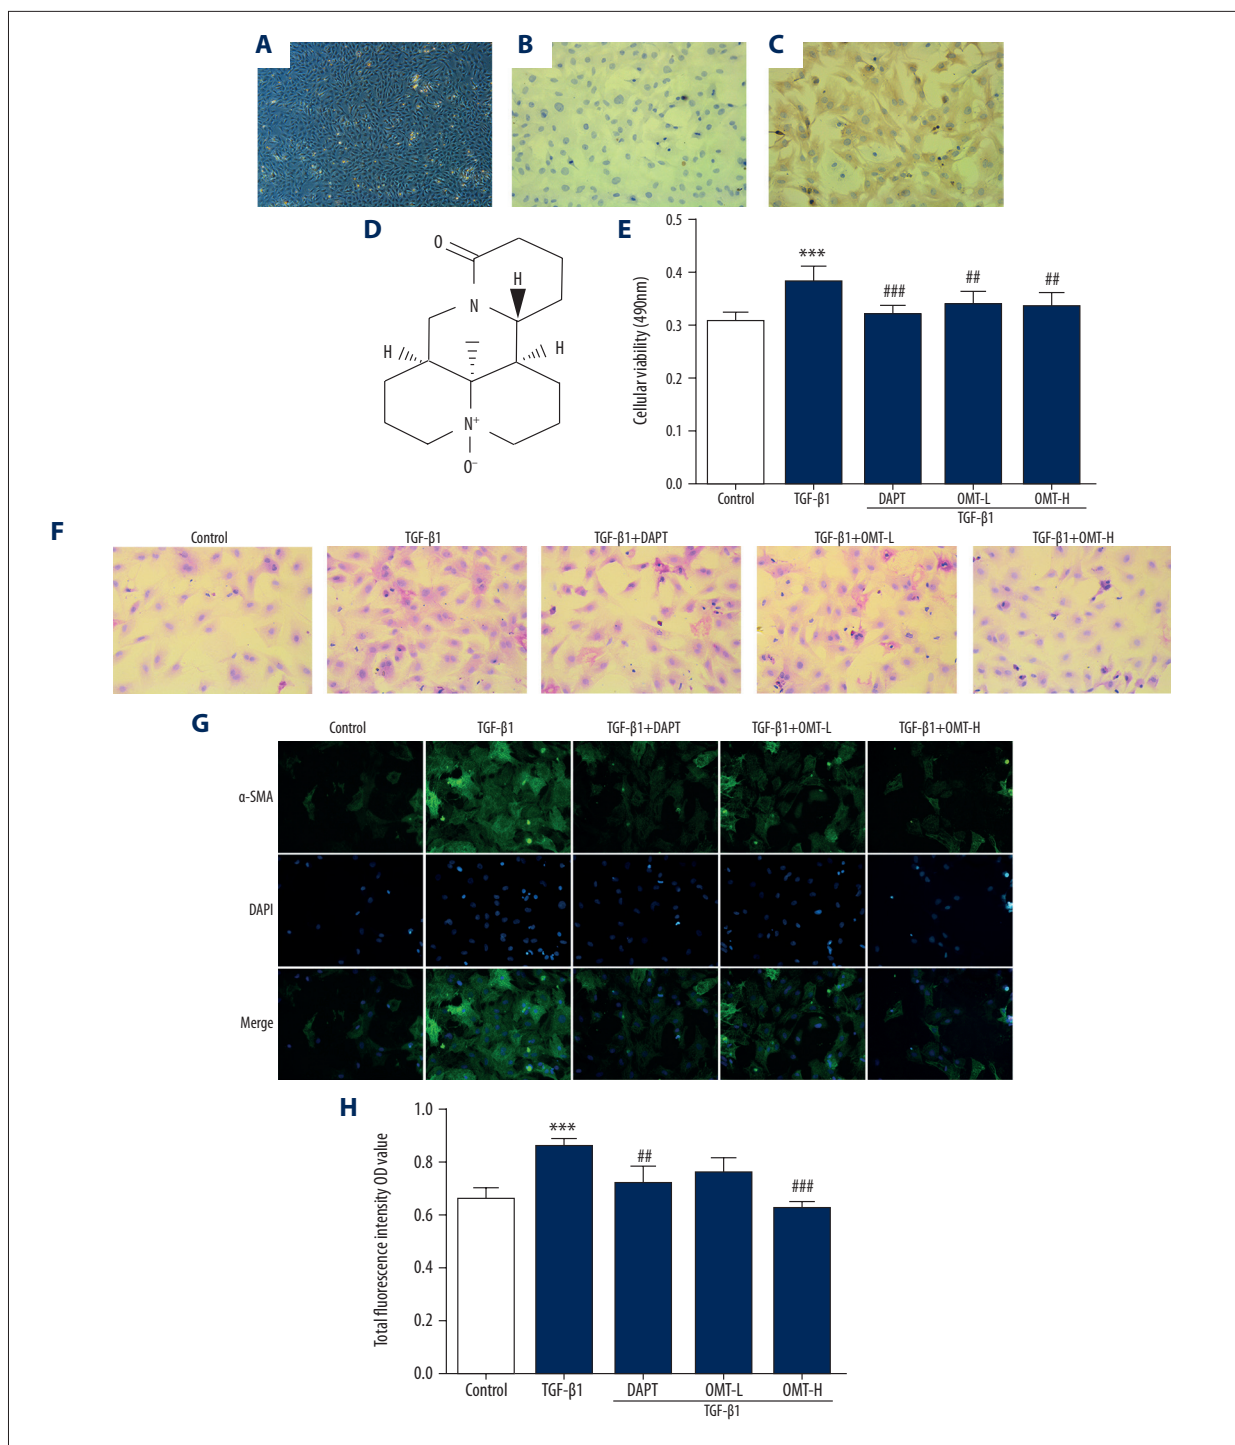 A
B
C
D
O
H
N
H
H
N+
O−
E
Cellular viability (490nm)
0.5
0.4
0.3
0.2
0.1
0.0
***
###
##
##
Control
TGF-β1
DAPT
OMT-L
OMT-H
TGF-β1
F
Control
TGF-β1
TGF-β1+DAPT
TGF-β1+OMT-L
TGF-β1+OMT-H
G
Control
TGF-β1
TGF-β1+DAPT
TGF-β1+OMT-L
TGF-β1+OMT-H
α-SMA
DAPI
Merge
H
Total fluorescence intensity OD value
1.0
0.8
0.6
0.4
0.2
0.0
***
##
###
Control
TGF-β1
DAPT
OMT-L
OMT-H
TGF-β1